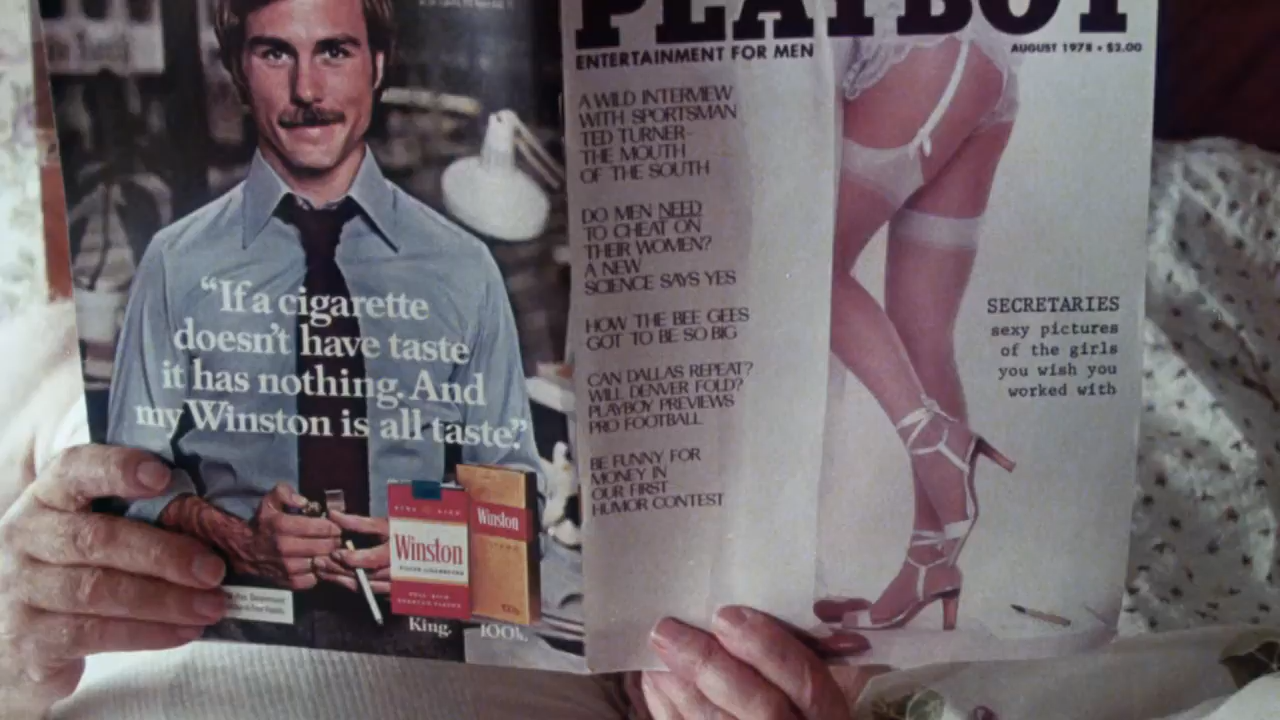 “If a cigarette
doesn’t have taste
it has nothing. And
my Winston is all taste.”
Winston
Winston
King.
100's.
PLAYBOY
ENTERTAINMENT FOR MEN
AUGUST 1978 • $2.00
A WILD INTERVIEW
WITH SPORTSMAN
TED TURNER–
THE MOUTH
OF THE SOUTH
DO MEN NEED
TO CHEAT ON
THEIR WOMEN?
A NEW
SCIENCE SAYS YES
HOW THE BEE GEES
GOT TO BE SO BIG
CAN DALLAS REPEAT?
WILL DENVER FOLD?
PLAYBOY PREVIEWS
PRO FOOTBALL
BE FUNNY FOR
MONEY IN
OUR FIRST
HUMOR CONTEST
SECRETARIES
sexy pictures
of the girls
you wish you
worked with